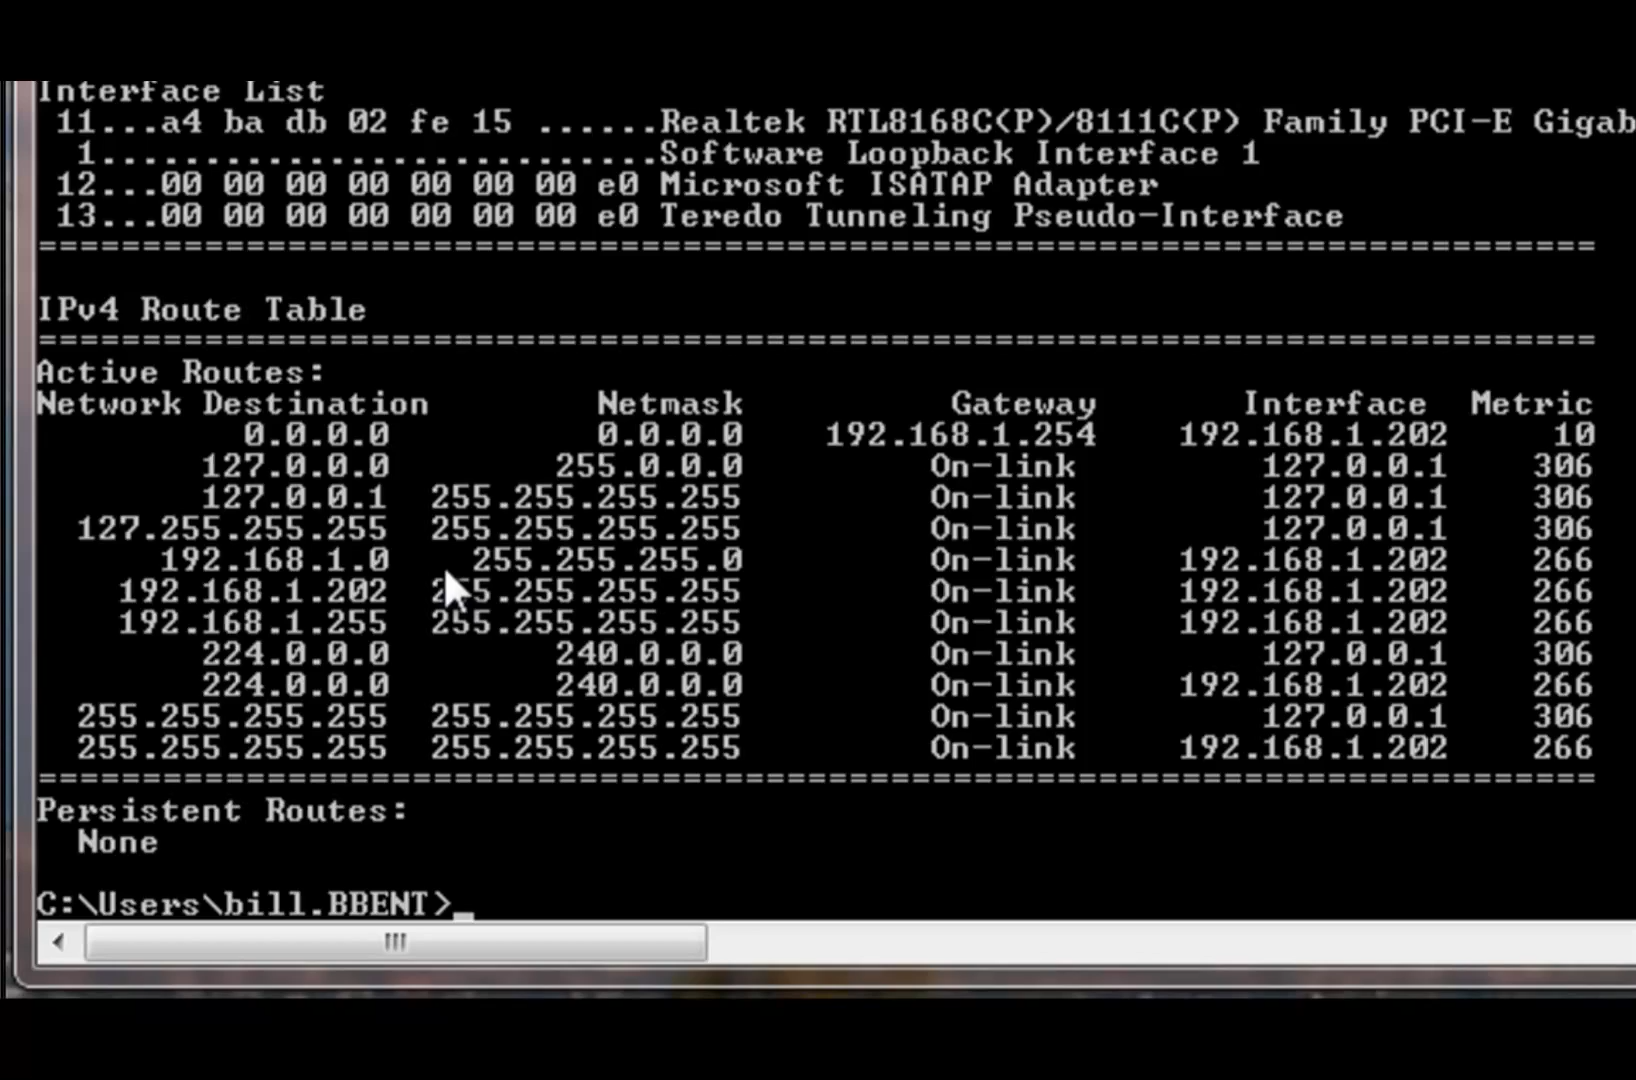 Interface List
11...a4 ba db 02 fe 15 ......Realtek RTL8168C(P)/8111C(P) Family PCI-E Gigab
1...........................Software Loopback Interface 1
12...00 00 00 00 00 00 00 e0 Microsoft ISATAP Adapter
13...00 00 00 00 00 00 00 e0 Teredo Tunneling Pseudo-Interface
===========================================================================
IPv4 Route Table
===========================================================================
Active Routes:
Network Destination Netmask Gateway Interface Metric
0.0.0.0 0.0.0.0 192.168.1.254 192.168.1.202 10
127.0.0.0 255.0.0.0 On-link 127.0.0.1 306
127.0.0.1 255.255.255.255 On-link 127.0.0.1 306
127.255.255.255 255.255.255.255 On-link 127.0.0.1 306
192.168.1.0 255.255.255.0 On-link 192.168.1.202 266
192.168.1.202 255.255.255.255 On-link 192.168.1.202 266
192.168.1.255 255.255.255.255 On-link 192.168.1.202 266
224.0.0.0 240.0.0.0 On-link 127.0.0.1 306
224.0.0.0 240.0.0.0 On-link 192.168.1.202 266
255.255.255.255 255.255.255.255 On-link 127.0.0.1 306
255.255.255.255 255.255.255.255 On-link 192.168.1.202 266
===========================================================================
Persistent Routes:
None
C:\Users\bill.BBENT>_